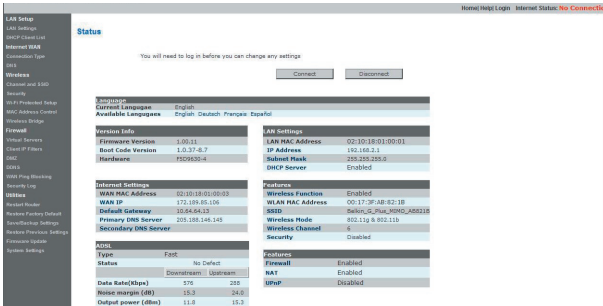 Home| Help| Login Internet Status: No Connection
LAN Setup
LAN Settings
DHCP Client List
Internet WAN
Connection Type
DNS
Wireless
Channel and SSID
Security
Wi-Fi Protected Setup
MAC Address Control
Wireless Bridge
Firewall
Virtual Servers
Client IP Filters
DMZ
DDNS
WAN Ping Blocking
Security Log
Utilities
Restart Router
Restore Factory Default
Save/Backup Settings
Restore Previous Settings
Firmware Update
System Settings
Status
You will need to log in before you can change any settings
Connect Disconnect
Language
Current Langugae English
Available Langugaes English Deutsch Français Español
Version Info
Firmware Version 1.00.11
Boot Code Version 1.0.37-8.7
Hardware F5D9630-4
LAN Settings
LAN MAC Address 02:10:18:01:00:01
IP Address 192.168.2.1
Subnet Mask 255.255.255.0
DHCP Server Enabled
Internet Settings
WAN MAC Address 02:10:18:01:00:03
WAN IP 172.189.85.106
Default Gateway 10.64.64.13
Primary DNS Server 205.188.146.145
Secondary DNS Server
Features
Wireless Function Enabled
WLAN MAC Address 00:17:3F:AB:82:1B
SSID Belkin_G_Plus_MIMO_AB821B
Wireless Mode 802.11g & 802.11b
Wireless Channel 6
Security Disabled
ADSL
Type Fast
Status No Defect
Downstream Upstream
Data Rate(Kbps) 576 288
Noise margin (dB) 15.3 24.0
Output power (dBm) 11.8 15.3
Features
Firewall Enabled
NAT Enabled
UPnP Disabled